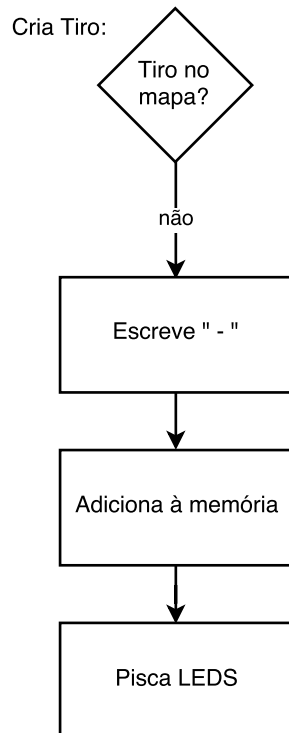 Cria Tiro:
Tiro no
mapa?
não
Escreve " - "
Adiciona à memória
Pisca LEDS